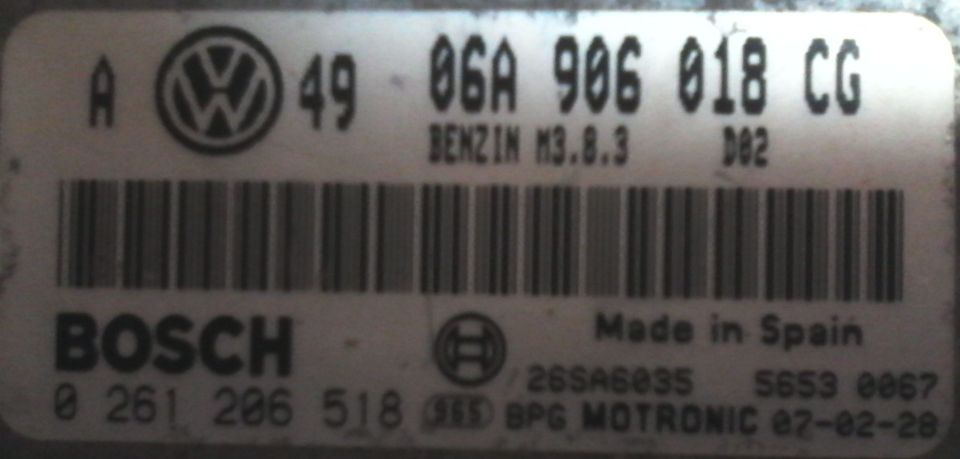 A 49 06A 906 018 CG
BENZIN M3.8.3 D02
BOSCH
Made in Spain
26SA6035 5653 0067
0 261 206 518 965 BPG MOTRONIC 07-02-28